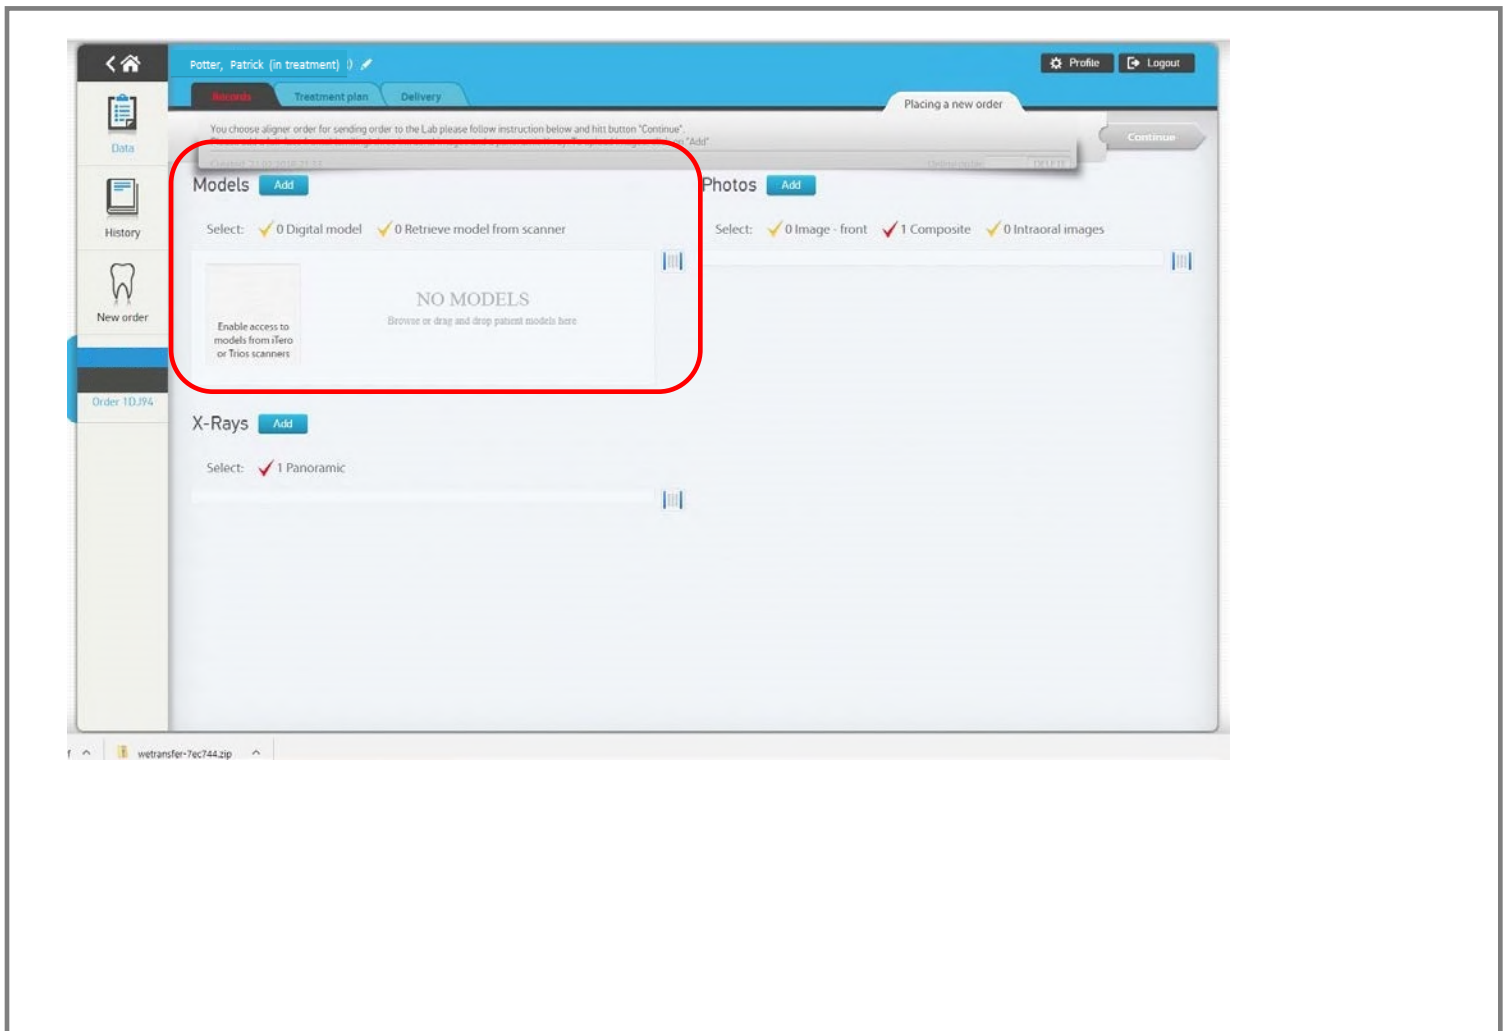 Potter, Patrick (in treatment)
Profile
Logout
Records
Treatment plan
Delivery
Placing a new order
You choose aligner order for sending order to the Lab please follow instruction below and hitt button "Continue".
"Add"
Continue
DELETE
Data
History
New order
Order 1DJ94
Models
Add
Select:
0 Digital model
0 Retrieve model from scanner
Enable access to
models from iTero
or Trios scanners
NO MODELS
Browse or drag and drop patient models here
Photos
Add
Select:
0 Image - front
1 Composite
0 Intraoral images
X-Rays
Add
Select:
1 Panoramic
wetransfer-7ec744.zip